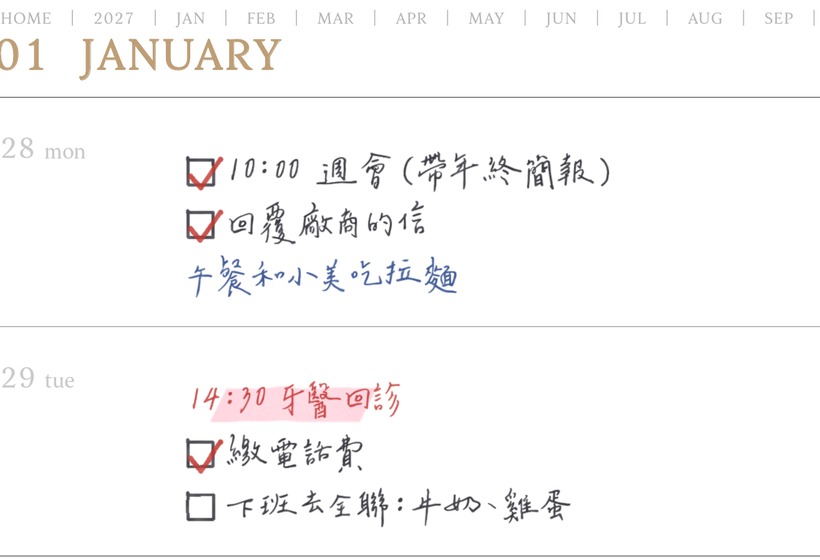 HOME | 2027 | JAN | FEB | MAR | APR | MAY | JUN | JUL | AUG | SEP |
01 JANUARY
28 mon
10:00 週會(帶年終簡報)
回覆廠商的信
午餐和小美吃拉麵
29 tue
14:30 牙醫回診
繳電話費
下班去全聯:牛奶、雞蛋